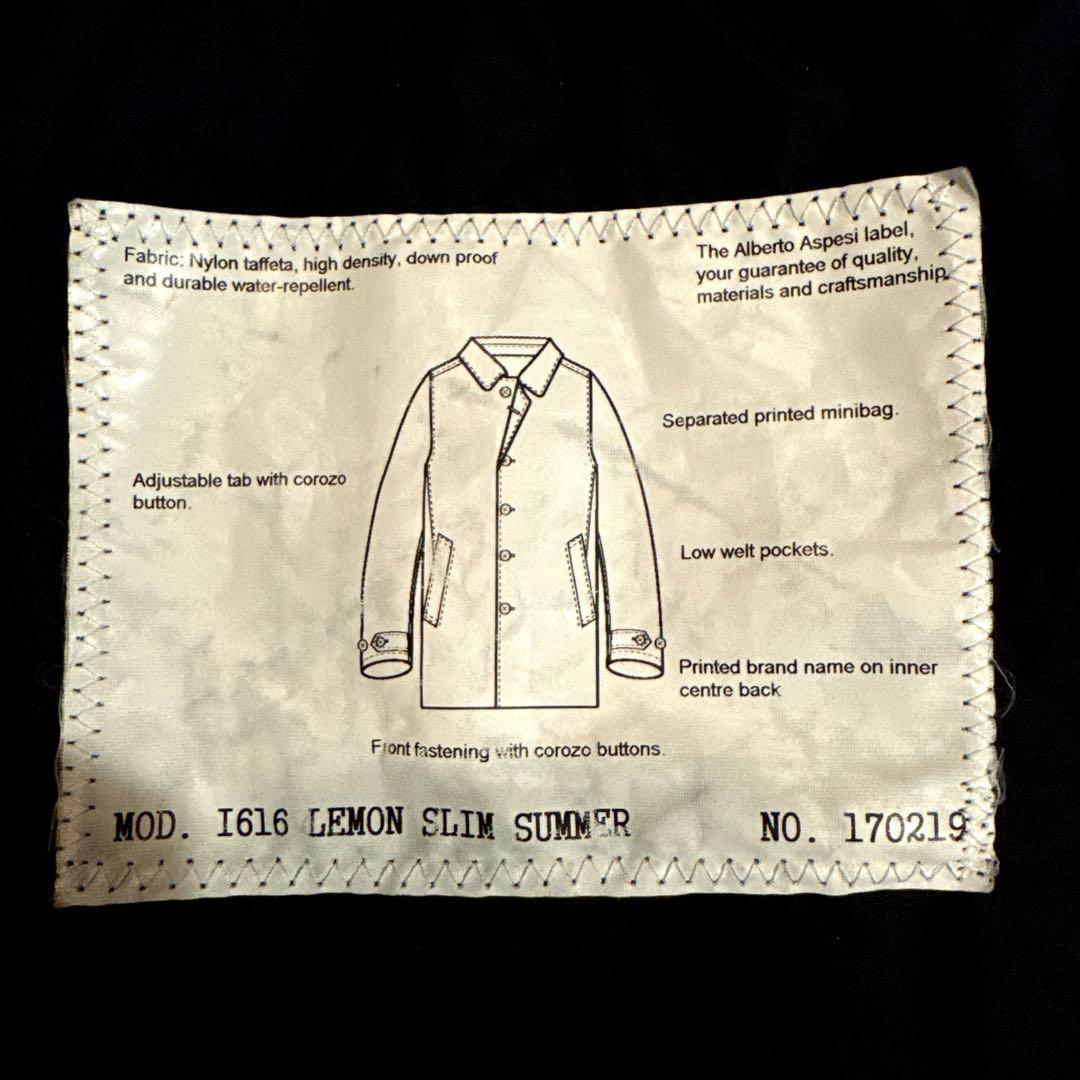 Fabric: Nylon taffeta, high density, down proof
and durable water-repellent.
The Alberto Aspesi label,
your guarantee of quality,
materials and craftsmanship
Separated printed minibag.
Adjustable tab with corozo
button.
Low welt pockets.
Printed brand name on inner
centre back
Front fastening with corozo buttons.
MOD. I616 LEMON SLIM SUMMER NO. 170219